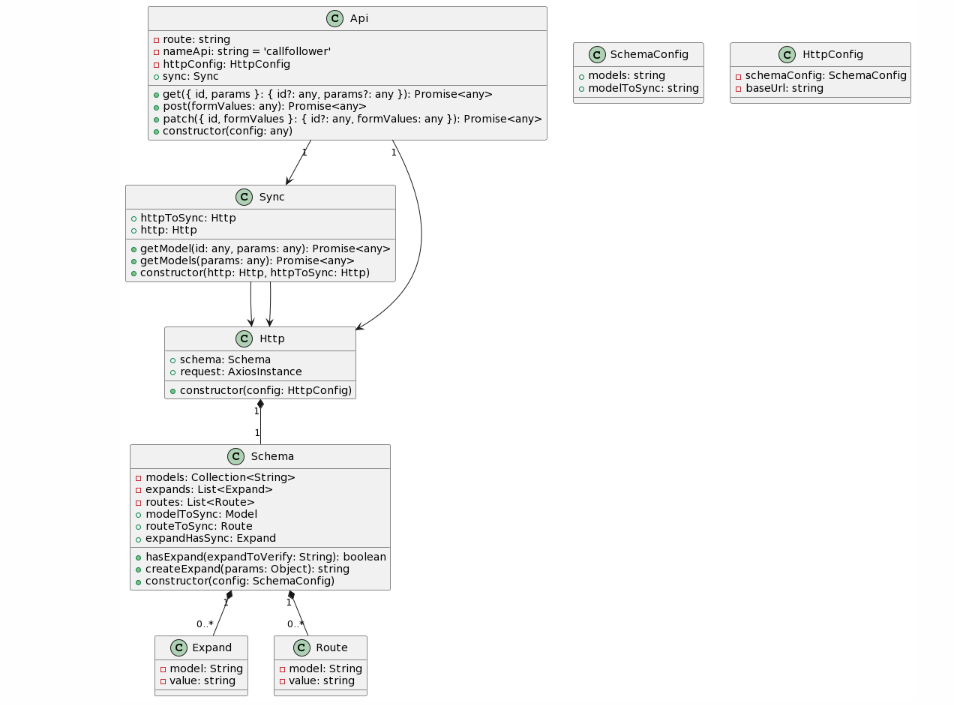 C Api
route: string
nameApi: string = 'callfollower'
httpConfig: HttpConfig
sync: Sync
get({ id, params }: { id?: any, params?: any }): Promise<any>
post(formValues: any): Promise<any>
patch({ id, formValues }: { id?: any, formValues: any }): Promise<any>
constructor(config: any)
C SchemaConfig
models: string
modelToSync: string
C HttpConfig
schemaConfig: SchemaConfig
baseUrl: string
1
1
C Sync
httpToSync: Http
http: Http
getModel(id: any, params: any): Promise<any>
getModels(params: any): Promise<any>
constructor(http: Http, httpToSync: Http)
C Http
schema: Schema
request: AxiosInstance
constructor(config: HttpConfig)
1
1
C Schema
models: Collection<String>
expands: List<Expand>
routes: List<Route>
modelToSync: Model
routeToSync: Route
expandHasSync: Expand
hasExpand(expandToVerify: String): boolean
createExpand(params: Object): string
constructor(config: SchemaConfig)
1
1
0..*
0..*
C Expand
model: String
value: string
C Route
model: String
value: string